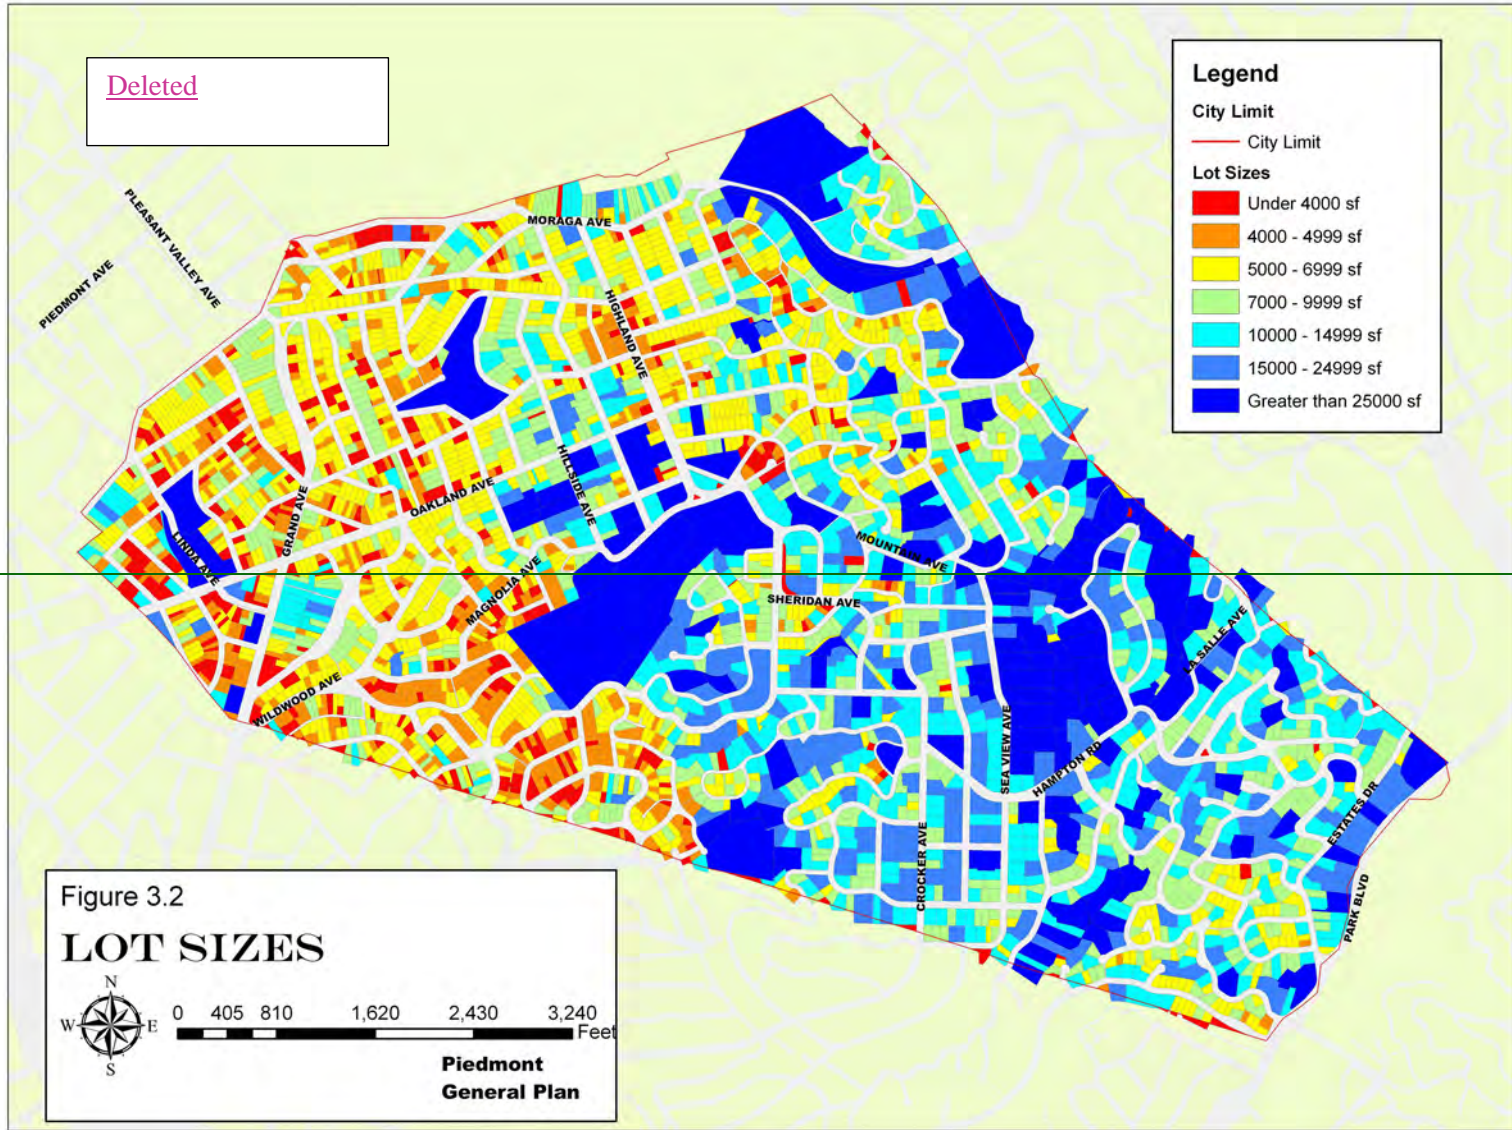 Deleted
Legend
City Limit
City Limit
Lot Sizes
Under 4000 sf
4000 - 4999 sf
5000 - 6999 sf
7000 - 9999 sf
10000 - 14999 sf
15000 - 24999 sf
Greater than 25000 sf
PLEASANT VALLEY AVE
PIEDMONT AVE
MORAGA AVE
HIGHLAND AVE
HILLSIDE AVE
OAKLAND AVE
GRAND AVE
LINDA AVE
MAGNOLIA AVE
MOUNTAIN AVE
SHERIDAN AVE
LA SALLE AVE
WILDWOOD AVE
SEA VIEW AVE
HAMPTON RD
CROCKER AVE
ESTATES DR
PARK BLVD
Figure 3.2
LOT SIZES
N
W E
S
0 405 810 1,620 2,430 3,240
Feet
Piedmont
General Plan